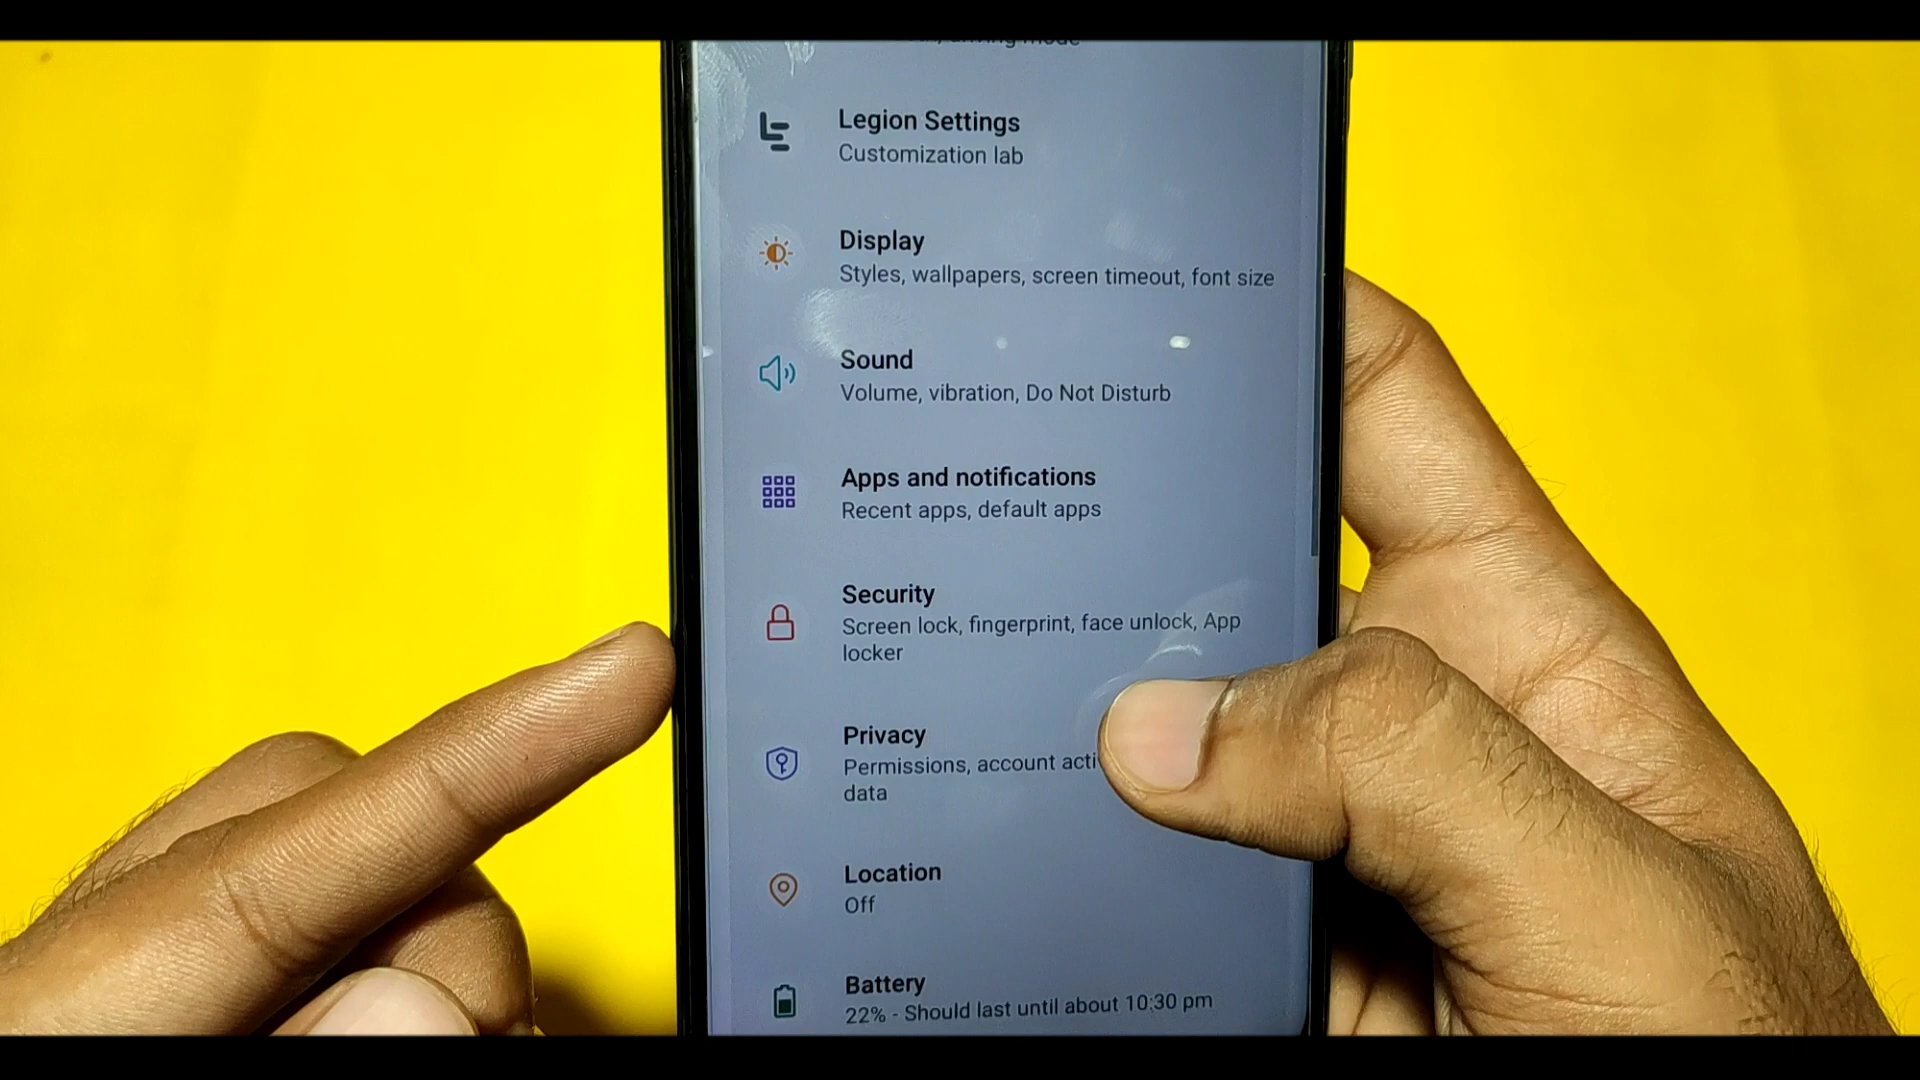 driving mode
Legion Settings
Customization lab
Display
Styles, wallpapers, screen timeout, font size
Sound
Volume, vibration, Do Not Disturb
Apps and notifications
Recent apps, default apps
Security
Screen lock, fingerprint, face unlock, App
locker
Privacy
Permissions, account
data
Location
Off
Battery
22% - Should last until about 10:30 pm